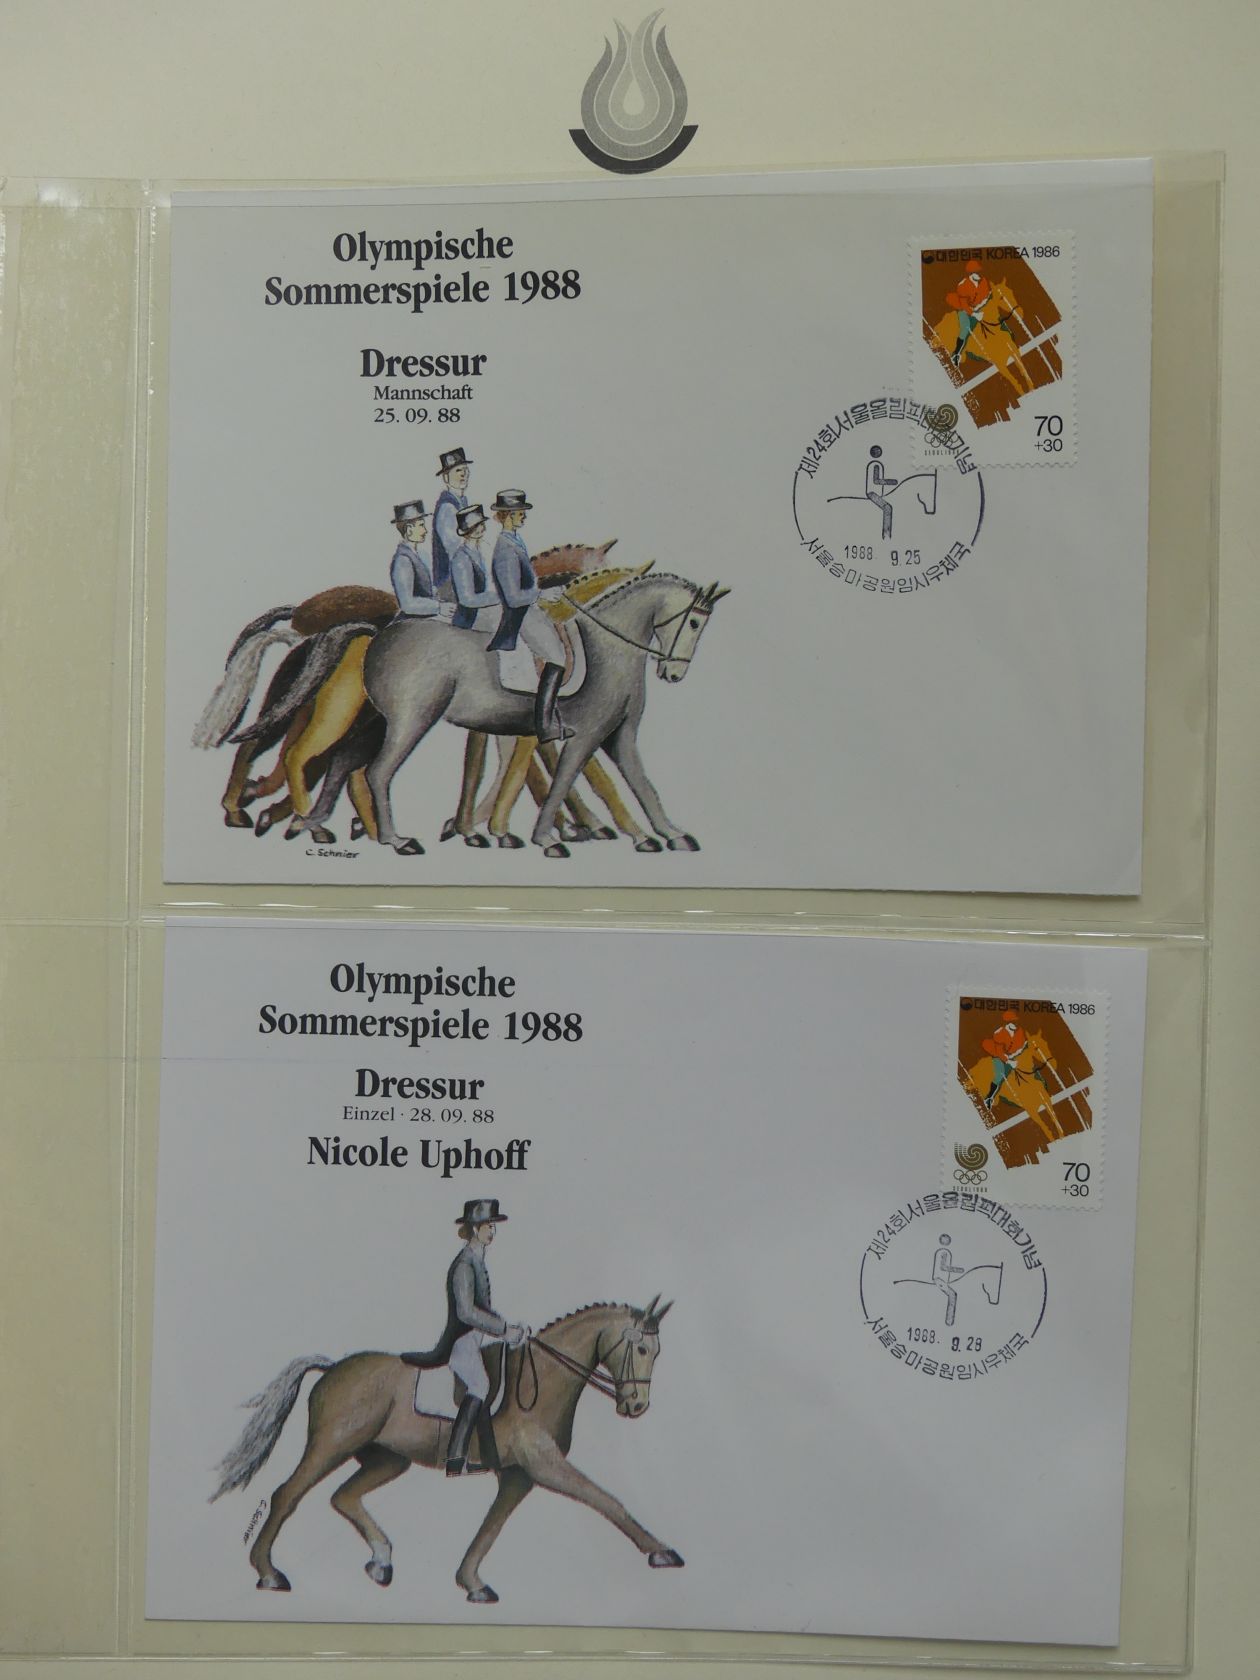 Olympische
Sommerspiele 1988
Dressur
Mannschaft
25. 09. 88
C. Schnier
대한민국 KOREA 1986
70
+30
제24회서울올림픽대회기념
1988. 9. 25
서울승마공원임시우체국
Olympische
Sommerspiele 1988
Dressur
Einzel · 28. 09. 88
Nicole Uphoff
C. Schnier
대한민국 KOREA 1986
SEOUL 1988
70
+30
제24회서울올림픽대회기념
1988. 9. 28
서울승마공원임시우체국